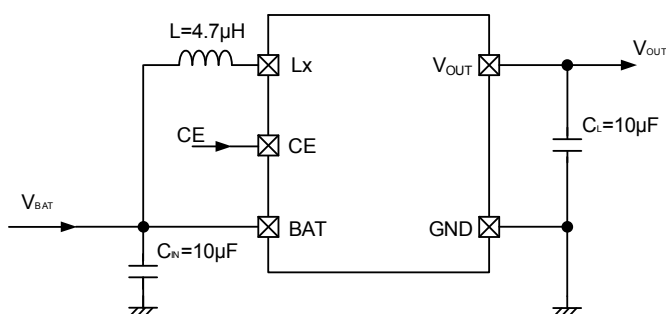 L=4.7µH
Lx
VOUT
VOUT
CE
CE
CL=10µF
VBAT
BAT
GND
CIN=10µF